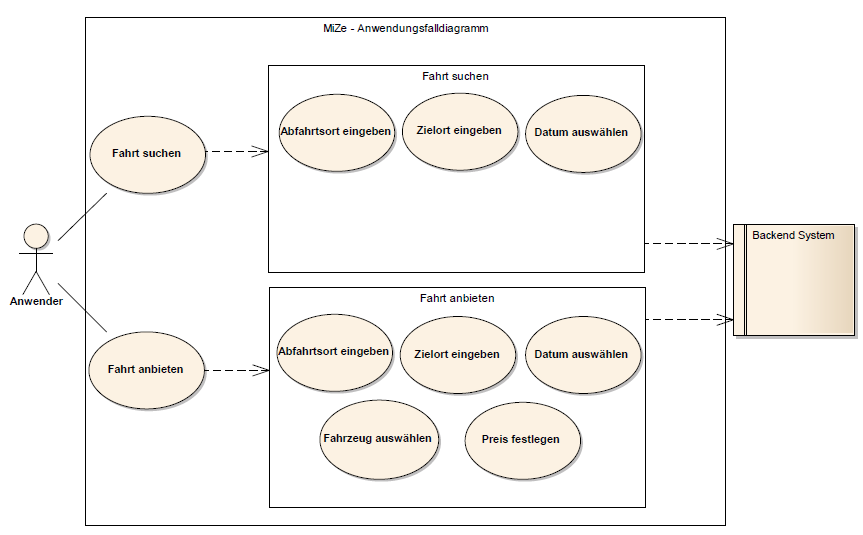 MiZe - Anwendungsfalldiagramm
Fahrt suchen
Abfahrtsort eingeben
Zielort eingeben
Datum auswählen
Fahrt suchen
Anwender
Backend System
Fahrt anbieten
Abfahrtsort eingeben
Zielort eingeben
Datum auswählen
Fahrt anbieten
Fahrzeug auswählen
Preis festlegen